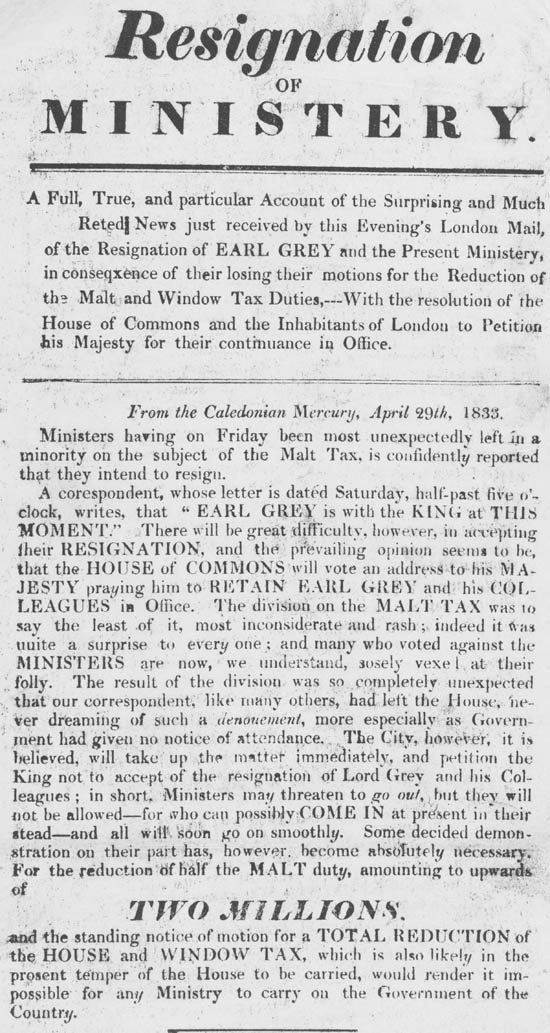 Resignation
OF
MINISTERY.
A Full, True, and particular Account of the Surprising and Much
Reted News just received by this Evening's London Mail,
of the Resignation of EARL GREY and the Present Ministery,
in conseqxence of their losing their motions for the Reduction of
the Malt and Window Tax Duties,---With the resolution of the
House of Commons and the Inhabitants of London to Petition
his Majesty for their continuance in Office.
From the Caledonian Mercury, April 29th, 1833.
Ministers having on Friday been most unexpectedly left in a
minority on the subject of the Malt Tax, is confidently reported
that they intend to resign.
A corespondent, whose letter is dated Saturday, half-past five o'-
clock, writes, that " EARL GREY is with the KING at THIS
MOMENT." There will be great difficulty, however, in accepting
their RESIGNATION, and the prevailing opinion seems to be,
that the HOUSE of COMMONS will vote an address to his MA-
JESTY praying him to RETAIN EARL GREY and his COL-
LEAGUES in Office. The division on the MALT TAX was to
say the least of it, most inconsiderate and rash ; indeed it was
uuite a surprise to every one ; and many who voted against the
MINISTERS are now, we understand, sosely vexel at their
folly. The result of the division was so completely unexpected
that our correspondent, like many others, had left the House, ne-
ver dreaming of such a denouement, more especially as Govern-
ment had given no notice of attendance. The City, however, it is
believed, will take up the matter immediately, and petition the
King not to accept of the resignation of Lord Grey and his Col-
leagues ; in short, Ministers may threaten to go out, but they will
not be allowed—for who can possibly COME IN at present in their
stead—and all will soon go on smoothly. Some decided demon-
stration on their part has, however, become absolutely necessary.
For the reduction of half the MALT duty, amounting to upwards
of
TWO MILLIONS,
and the standing notice of motion for a TOTAL REDUCTION of
the HOUSE and WINDOW TAX, which is also likely in the
present temper of the House to be carried, would render it im-
possible for any Ministry to carry on the Government of the
Country.